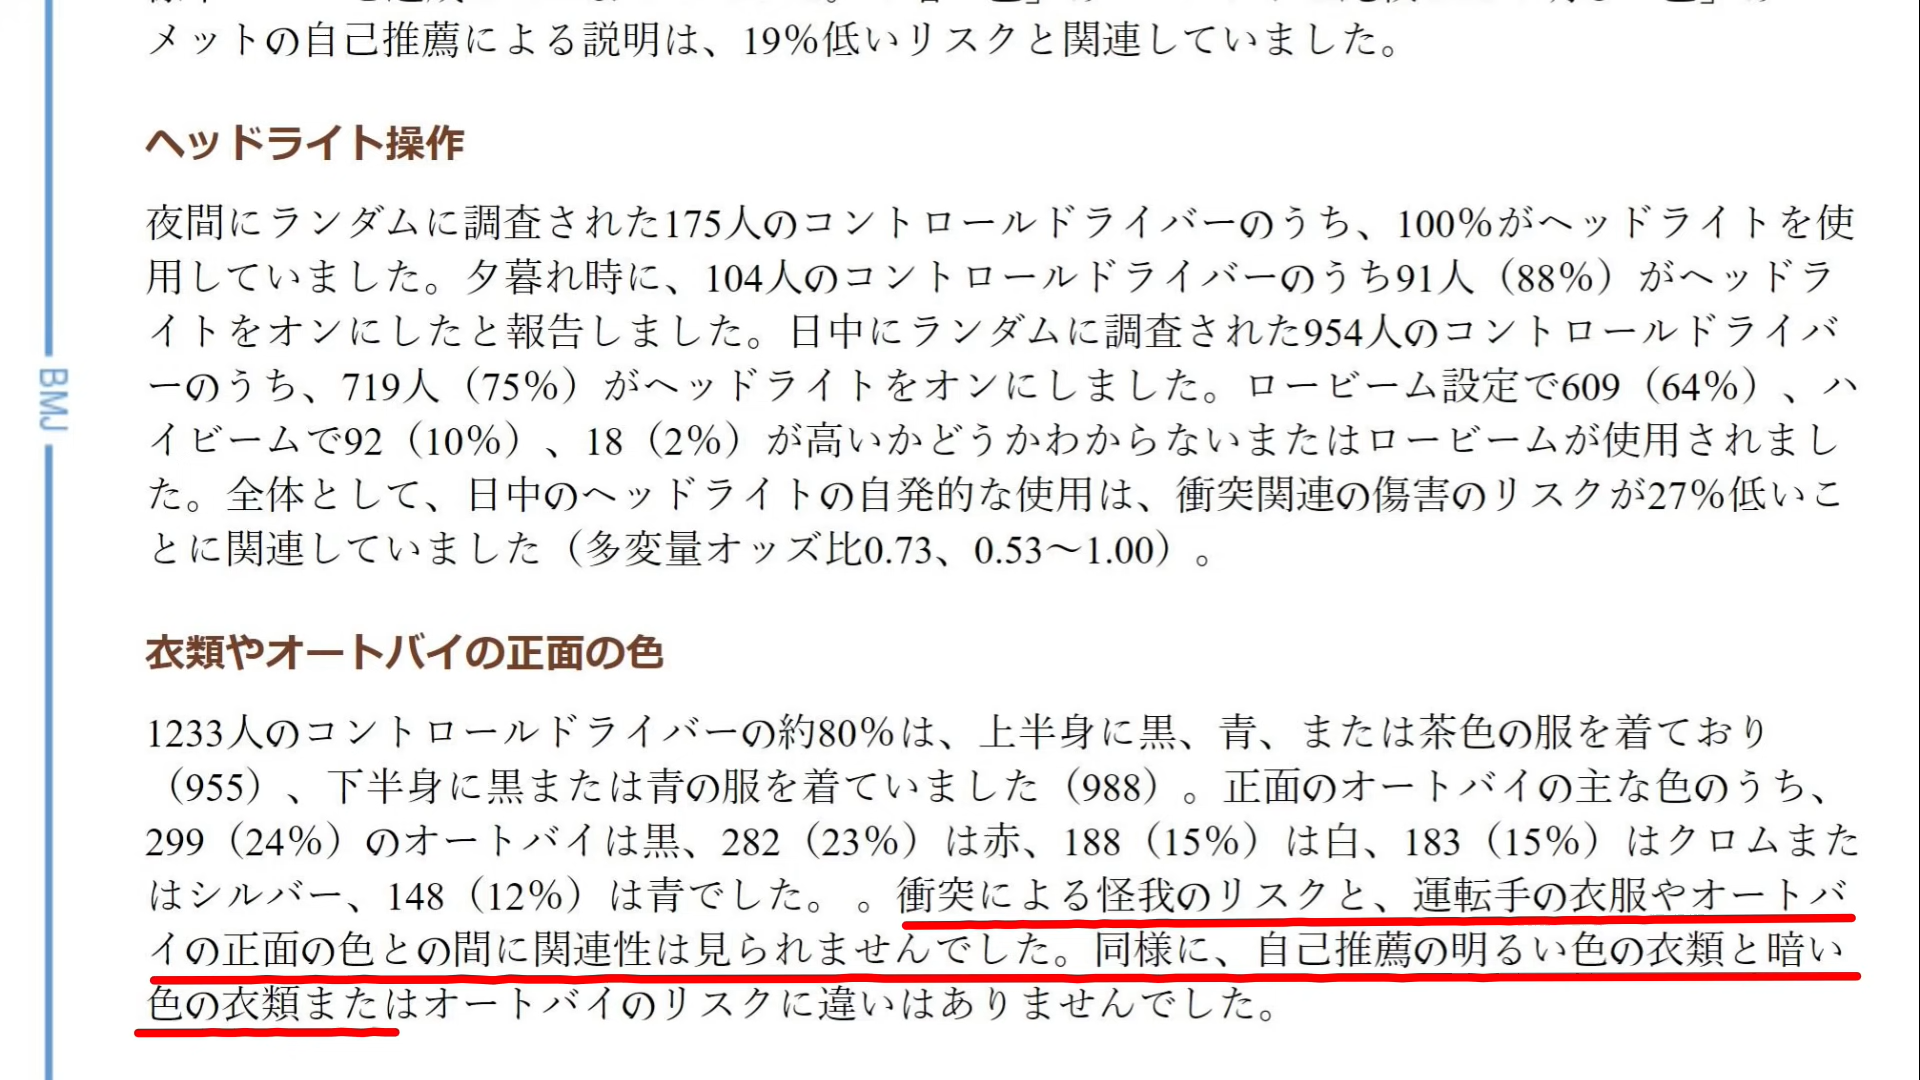 メットの自己推薦による説明は、19%低いリスクと関連していました。
ヘッドライト操作
夜間にランダムに調査された175人のコントロールドライバーのうち、100%がヘッドライトを使
用していました。夕暮れ時に、104人のコントロールドライバーのうち91人（88%）がヘッドラ
イトをオンにしたと報告しました。日中にランダムに調査された954人のコントロールドライバ
ーのうち、719人（75%）がヘッドライトをオンにしました。ロービーム設定で609（64%）、ハ
イビームで92（10%）、18（2%）が高いかどうかわからないまたはロービームが使用されまし
た。全体として、日中のヘッドライトの自発的な使用は、衝突関連の傷害のリスクが27%低いこ
とに関連していました（多変量オッズ比0.73、0.53〜1.00）。
衣類やオートバイの正面の色
1233人のコントロールドライバーの約80%は、上半身に黒、青、または茶色の服を着ており
（955）、下半身に黒または青の服を着ていました（988）。正面のオートバイの主な色のうち、
299（24%）のオートバイは黒、282（23%）は赤、188（15%）は白、183（15%）はクロムまた
はシルバー、148（12%）は青でした。 。衝突による怪我のリスクと、運転手の衣服やオートバ
イの正面の色との間に関連性は見られませんでした。同様に、自己推薦の明るい色の衣類と暗い
色の衣類またはオートバイのリスクに違いはありませんでした。
BMJ